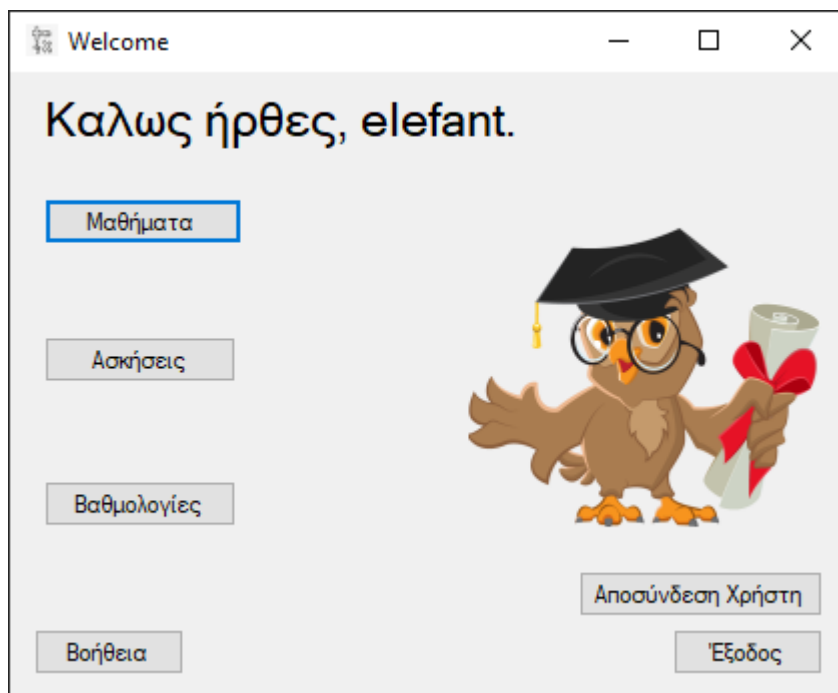 Welcome
Καλως ήρθες, elefant.
Μαθήματα
Ασκήσεις
Βαθμολογίες
Αποσύνδεση Χρήστη
Βοήθεια
Έξοδος